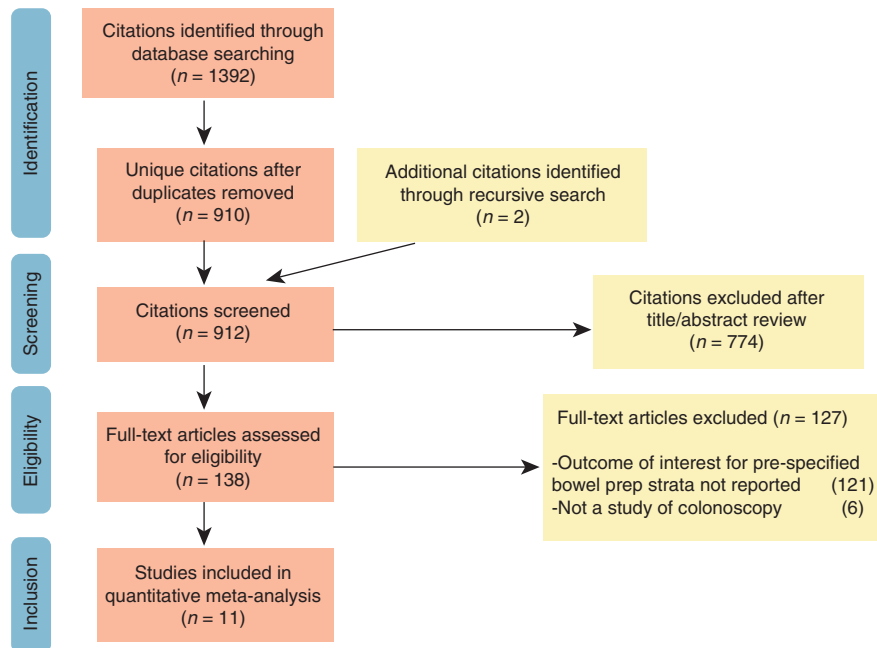 Identification
Citations identified through
database searching
(n = 1392)
Unique citations after
duplicates removed
(n = 910)
Additional citations identified
through recursive search
(n = 2)
Screening
Citations screened
(n = 912)
Citations excluded after
title/abstract review
(n = 774)
Eligibility
Full-text articles assessed
for eligibility
(n = 138)
Full-text articles excluded (n = 127)
-Outcome of interest for pre-specified
bowel prep strata not reported (121)
-Not a study of colonoscopy (6)
Inclusion
Studies included in
quantitative meta-analysis
(n = 11)